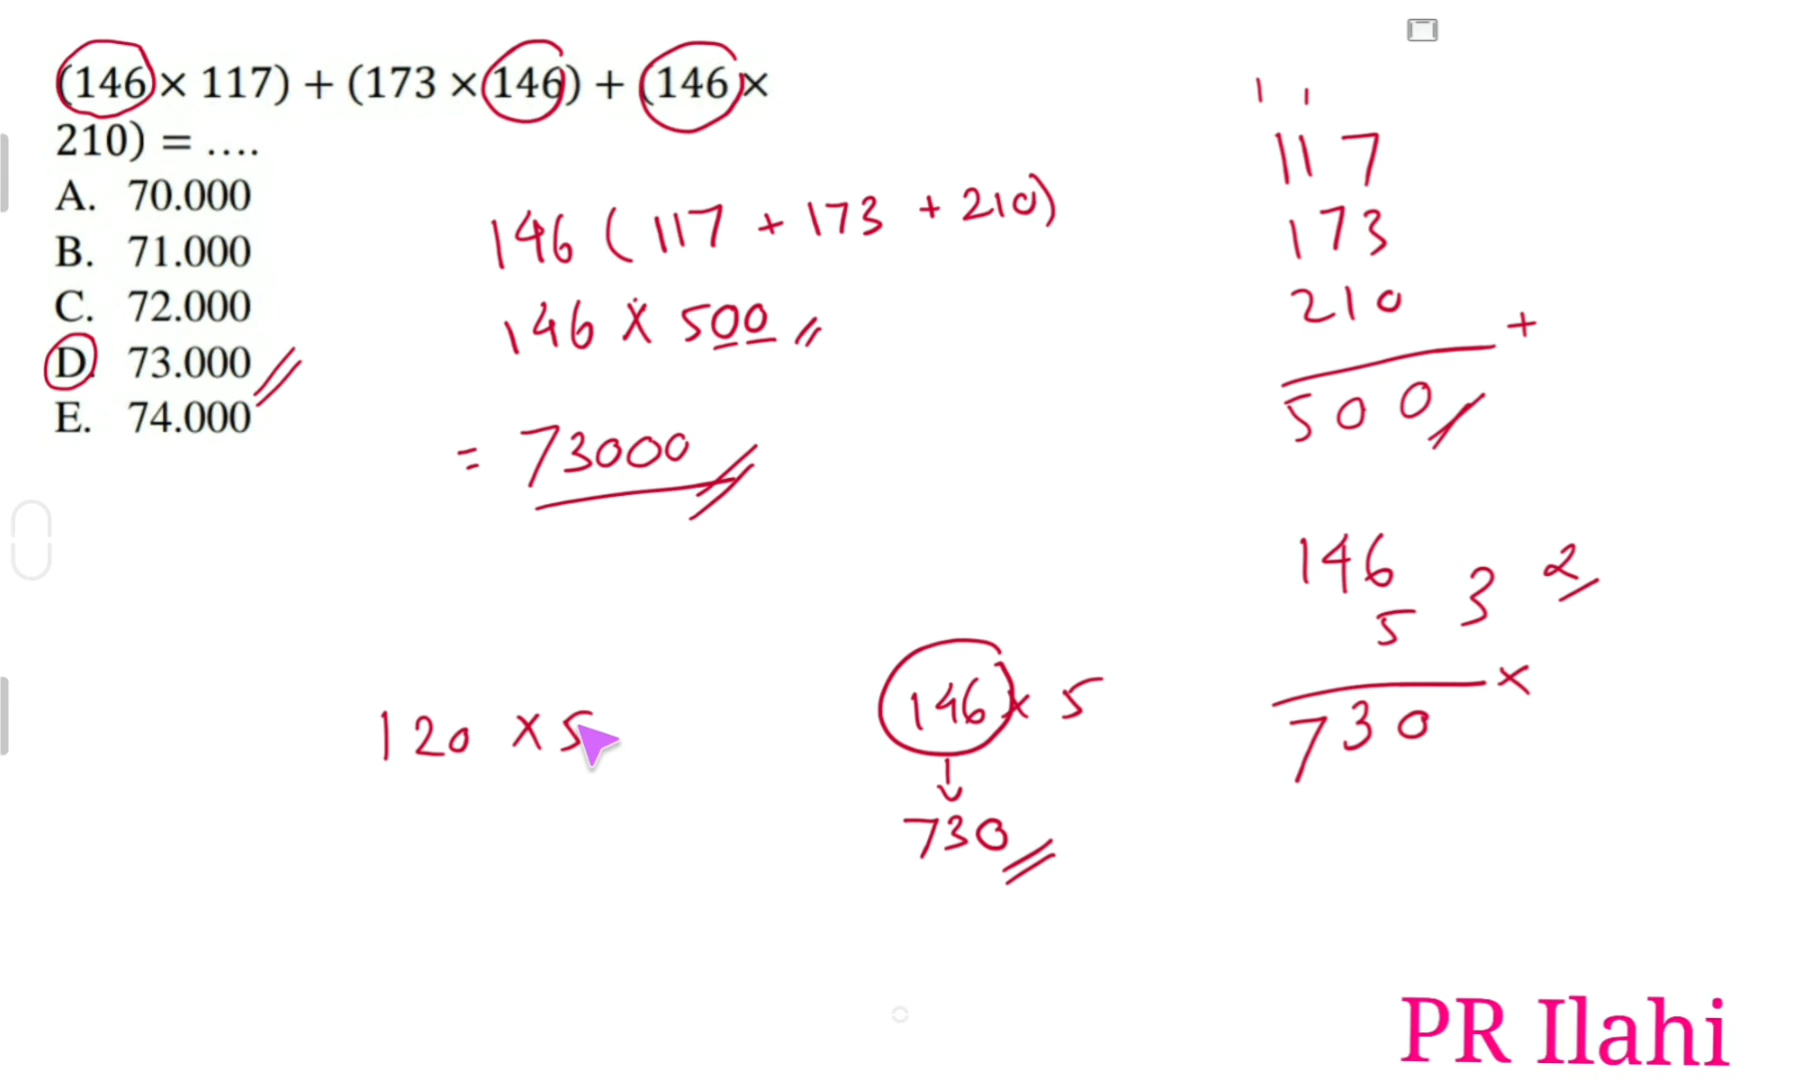 (146 × 117) + (173 × 146) + (146 ×
210) = ....
A. 70.000
B. 71.000
C. 72.000
D. 73.000
E. 74.000
146 ( 117 + 173 + 210)
146 × 500
= 73000
1 1
117
173
210 +
500
146 3 2
5 ×
730
120 × 5
146 × 5
730
PR Ilahi